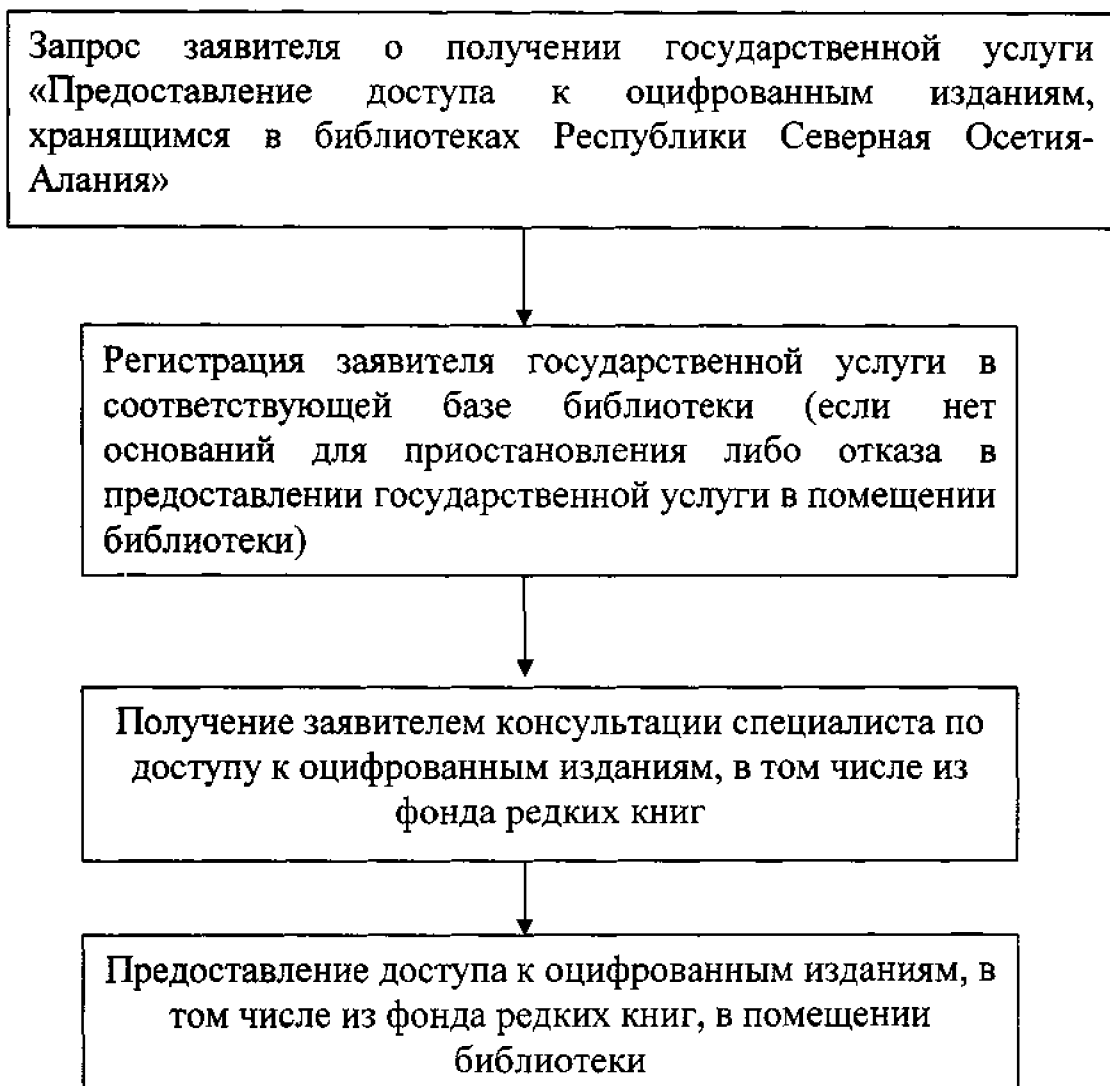 Запрос заявителя о получении государственной услуги
«Предоставление доступа к оцифрованным изданиям,
хранящимся в библиотеках Республики Северная Осетия-
Алания»
Регистрация заявителя государственной услуги в
соответствующей базе библиотеки (если нет
оснований для приостановления либо отказа в
предоставлении государственной услуги в помещении
библиотеки)
Получение заявителем консультации специалиста по
доступу к оцифрованным изданиям, в том числе из
фонда редких книг
Предоставление доступа к оцифрованным изданиям, в
том числе из фонда редких книг, в помещении
библиотеки